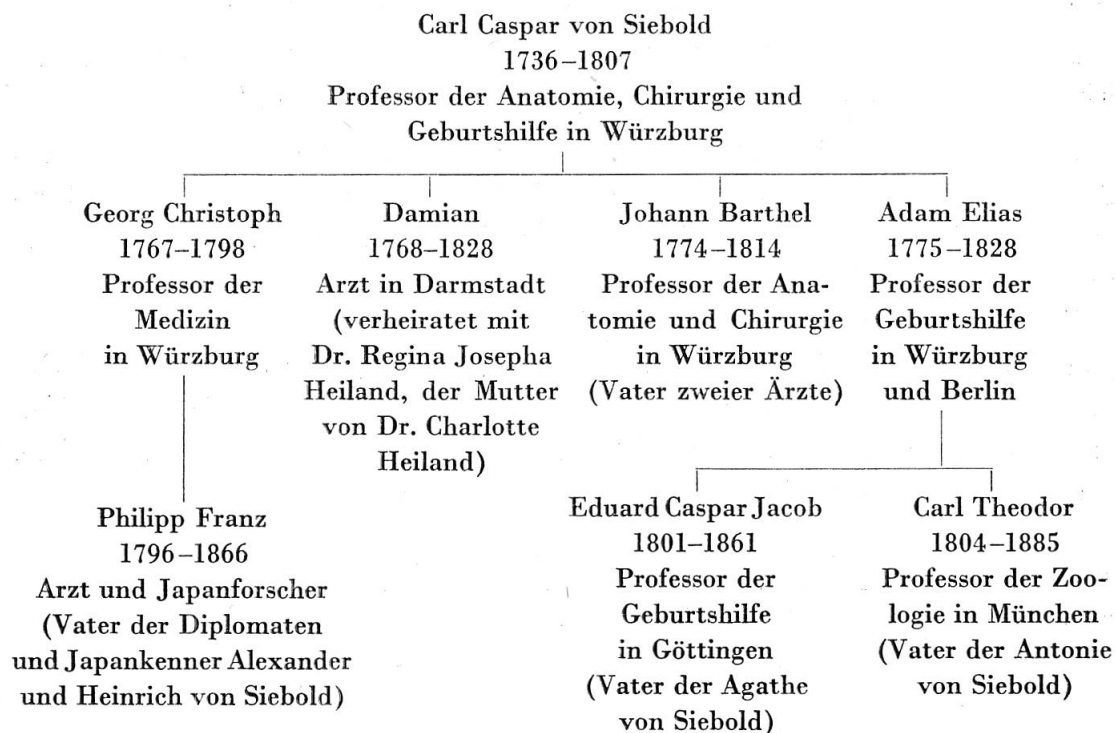 Carl Caspar von Siebold
1736–1807
Professor der Anatomie, Chirurgie und
Geburtshilfe in Würzburg
Georg Christoph
1767–1798
Professor der
Medizin
in Würzburg
Damian
1768–1828
Arzt in Darmstadt
(verheiratet mit
Dr. Regina Josepha
Heiland, der Mutter
von Dr. Charlotte
Heiland)
Johann Barthel
1774–1814
Professor der Ana-
tomie und Chirurgie
in Würzburg
(Vater zweier Ärzte)
Adam Elias
1775–1828
Professor der
Geburtshilfe
in Würzburg
und Berlin
Philipp Franz
1796–1866
Arzt und Japanforscher
(Vater der Diplomaten
und Japankenner Alexander
und Heinrich von Siebold)
Eduard Caspar Jacob
1801–1861
Professor der
Geburtshilfe
in Göttingen
(Vater der Agathe
von Siebold)
Carl Theodor
1804–1885
Professor der Zoo-
logie in München
(Vater der Antonie
von Siebold)